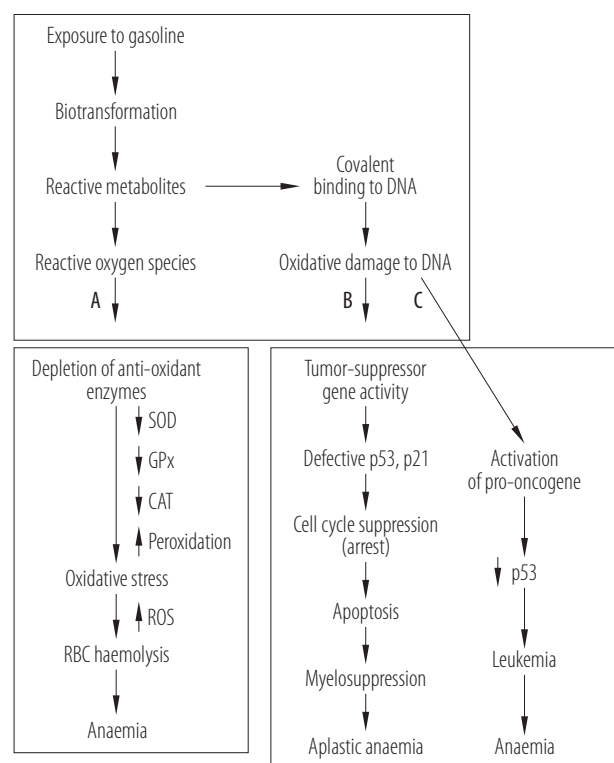 Exposure to gasoline
Biotransformation
Reactive metabolites
Covalent
binding to DNA
Reactive oxygen species
Oxidative damage to DNA
A
B
C
Depletion of anti-oxidant
enzymes
SOD
GPx
CAT
Peroxidation
Oxidative stress
ROS
RBC haemolysis
Anaemia
Tumor-suppressor
gene activity
Defective p53, p21
Cell cycle suppression
(arrest)
Apoptosis
Myelosuppression
Aplastic anaemia
Activation
of pro-oncogene
p53
Leukemia
Anaemia